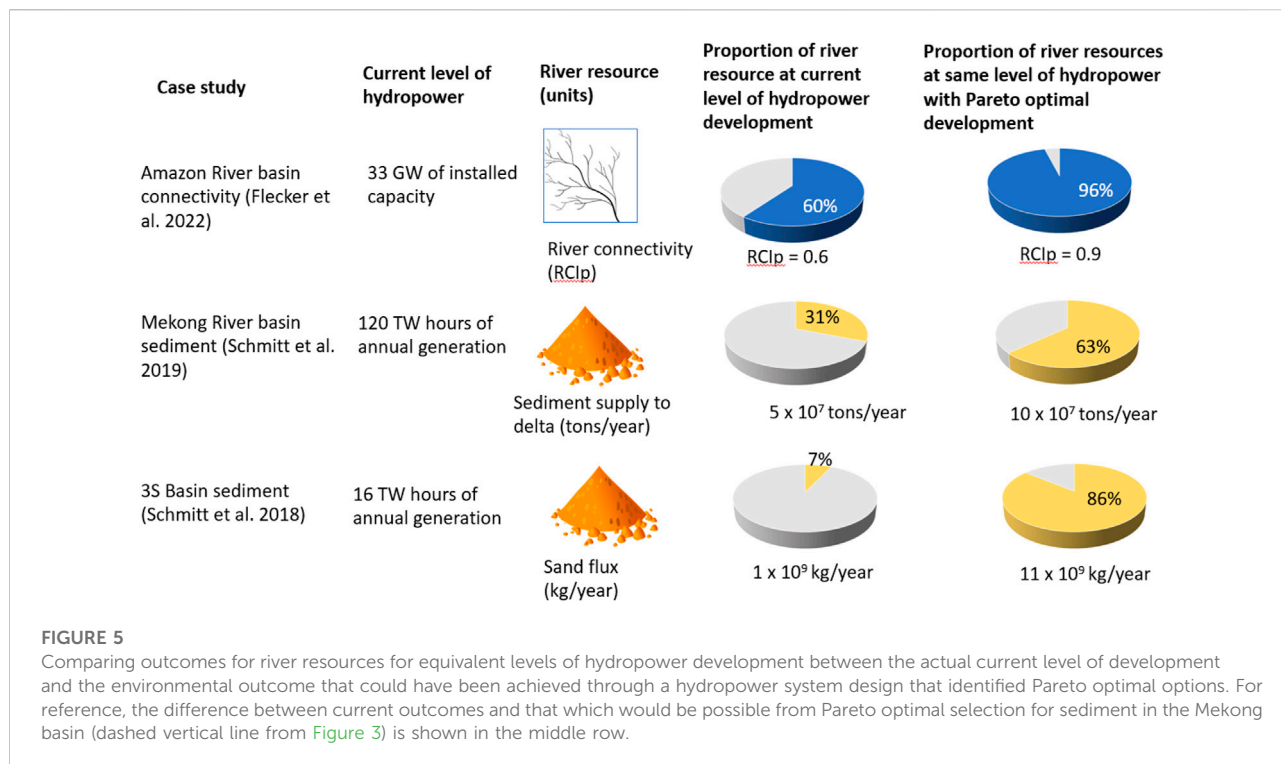 Case study
Current level of
hydropower
River resource
(units)
Proportion of river
resource at current
level of hydropower
development
Proportion of river resources
at same level of hydropower
with Pareto optimal
development
Amazon River basin
connectivity (Flecker et
al. 2022)
33 GW of installed
capacity
River connectivity
(RCIp)
60%
RCIp = 0.6
96%
RCIp = 0.9
Mekong River basin
sediment (Schmitt et al.
2019)
120 TW hours of
annual generation
Sediment supply to
delta (tons/year)
31%
5 x 10⁷ tons/year
63%
10 x 10⁷ tons/year
3S Basin sediment
(Schmitt et al. 2018)
16 TW hours of
annual generation
Sand flux
(kg/year)
7%
1 x 10⁹ kg/year
86%
11 x 10⁹ kg/year
FIGURE 5
Comparing outcomes for river resources for equivalent levels of hydropower development between the actual current level of development
and the environmental outcome that could have been achieved through a hydropower system design that identified Pareto optimal options. For
reference, the difference between current outcomes and that which would be possible from Pareto optimal selection for sediment in the Mekong
basin (dashed vertical line from Figure 3) is shown in the middle row.